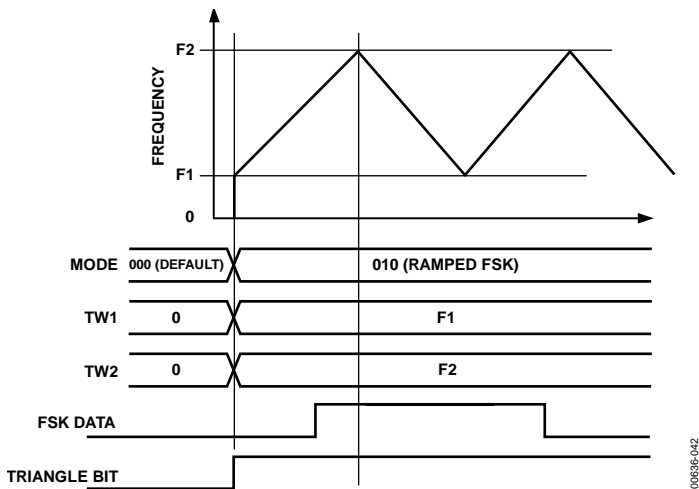 F2
FREQUENCY
F1
0
MODE 000 (DEFAULT) 010 (RAMPED FSK)
TW1 0 F1
TW2 0 F2
FSK DATA
TRIANGLE BIT
00636-042